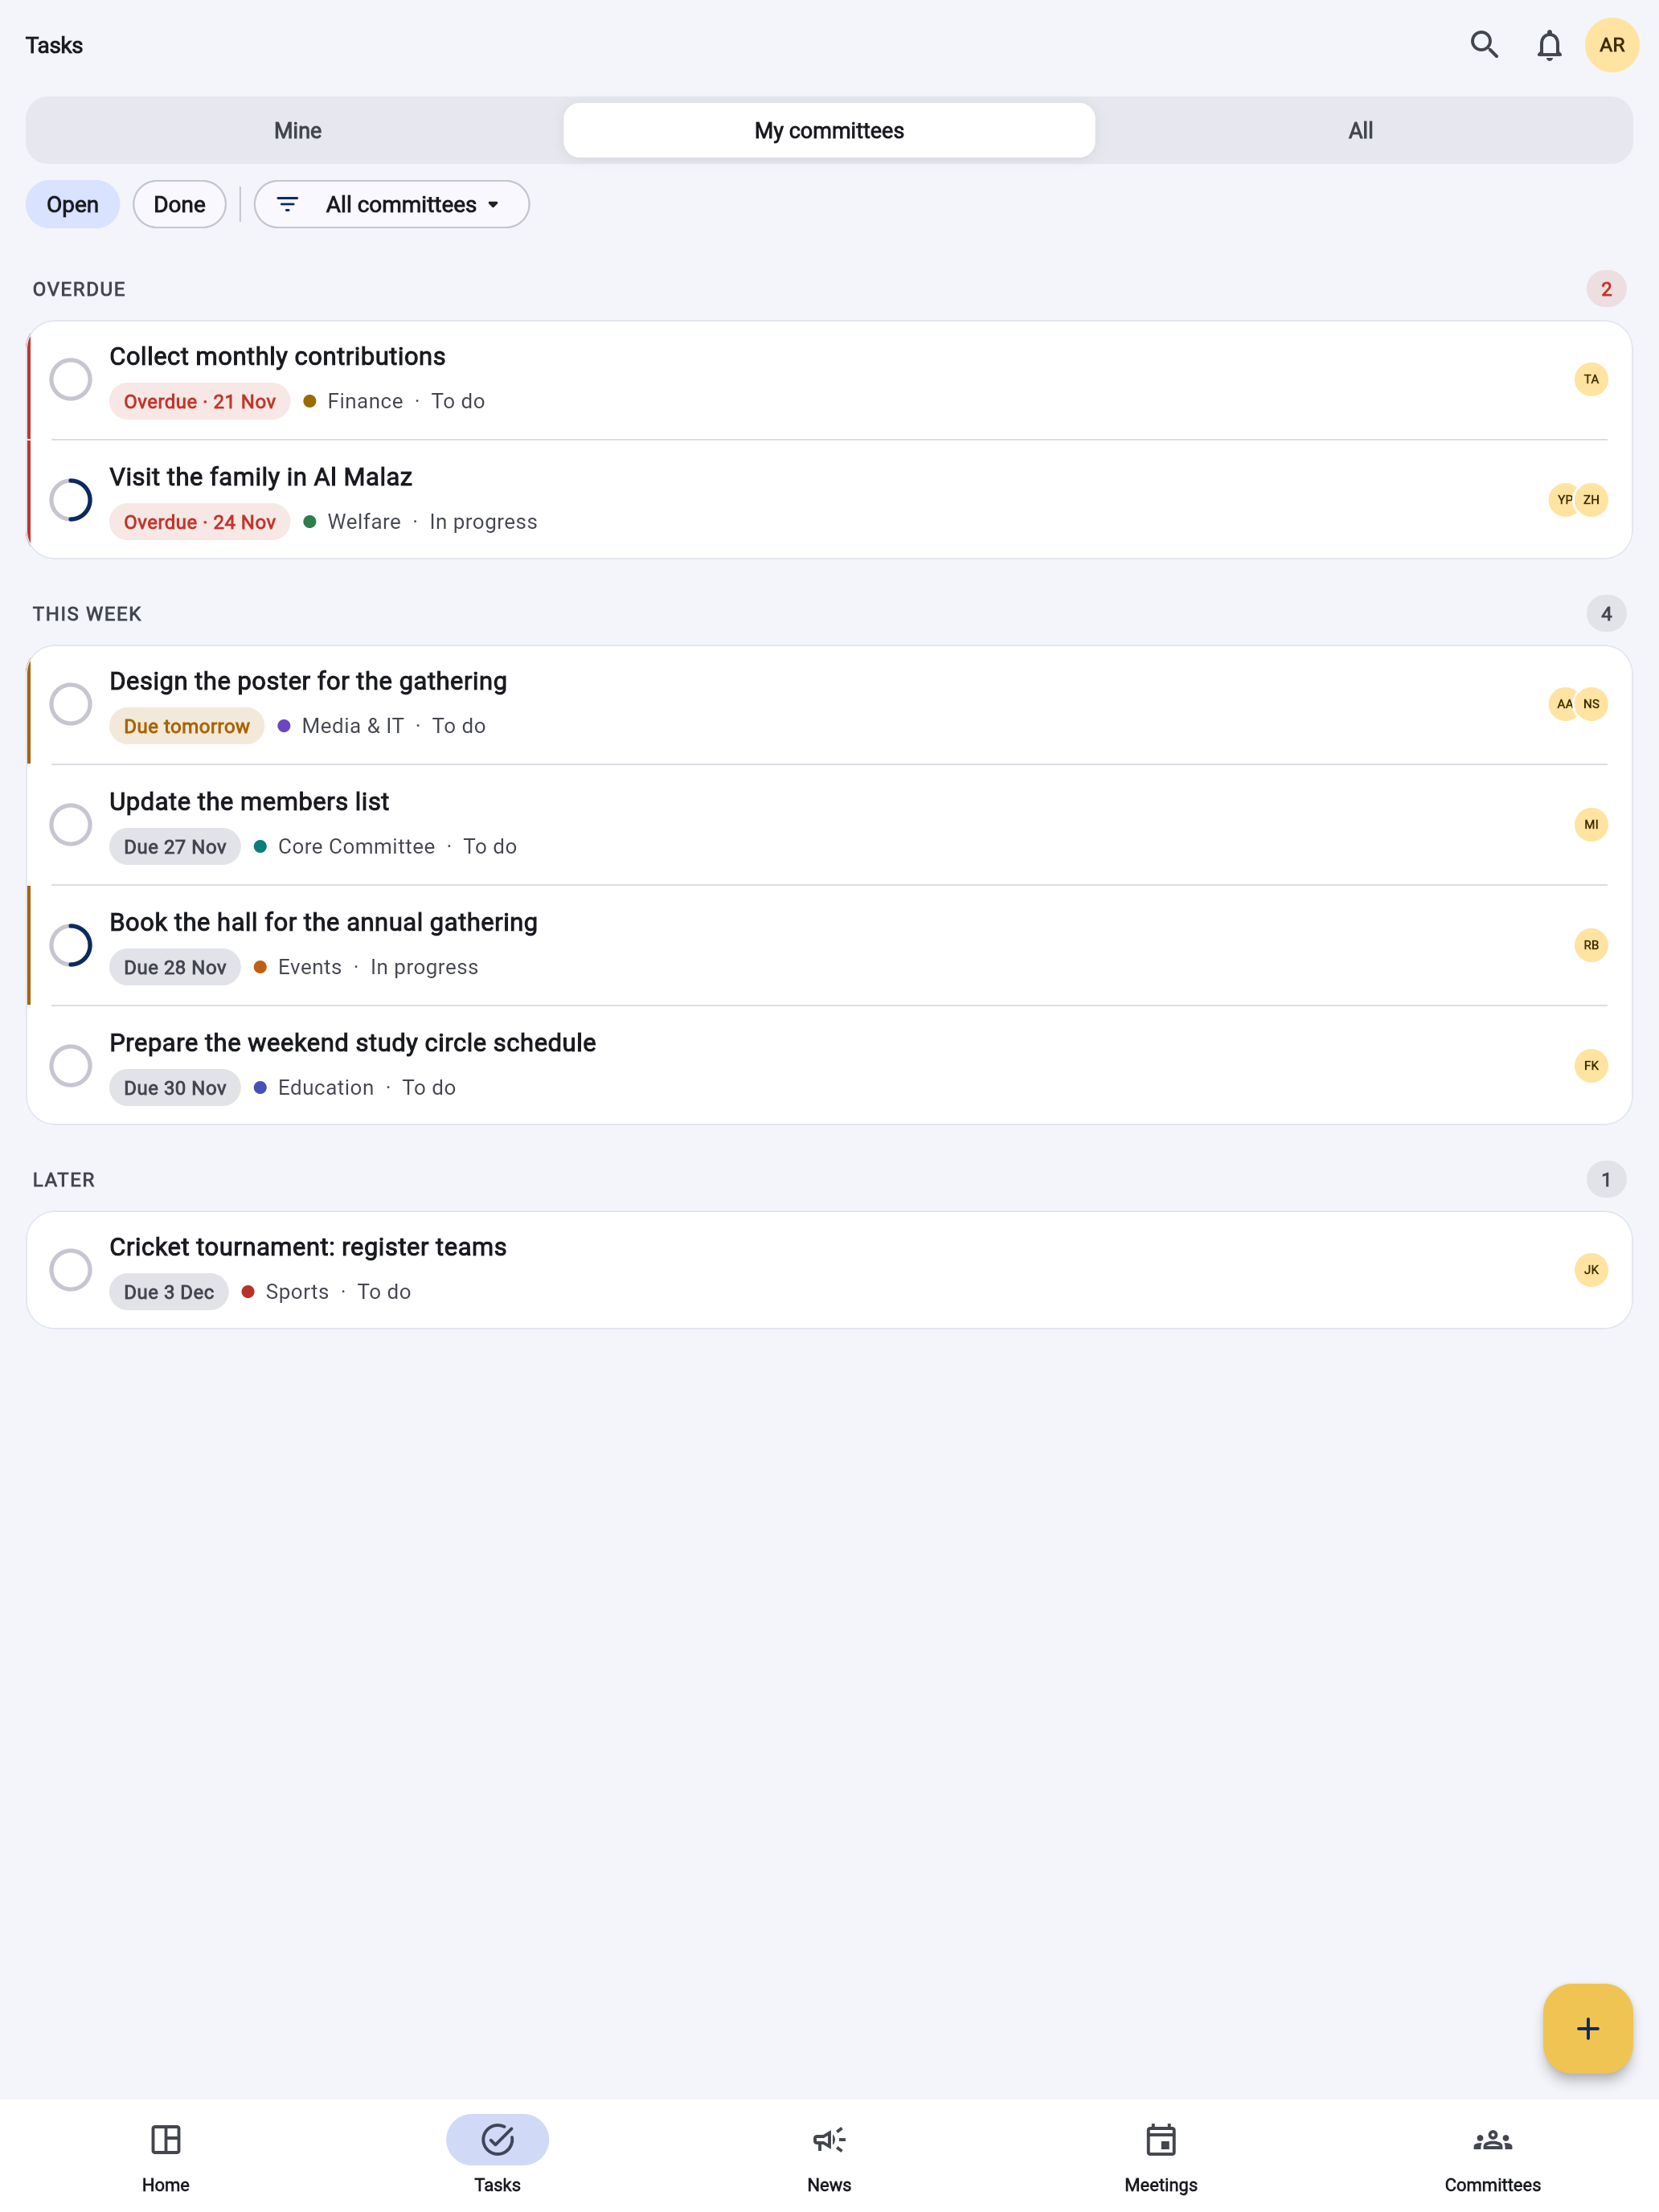 Tasks
AR
Mine
My committees
All
Open
Done
All committees
OVERDUE
2
Collect monthly contributions
TA
Overdue · 21 Nov
Finance · To do
Visit the family in Al Malaz
YP
ZH
Overdue · 24 Nov
Welfare · In progress
THIS WEEK
4
Design the poster for the gathering
AA
NS
Due tomorrow
Media & IT · To do
Update the members list
MI
Due 27 Nov
Core Committee · To do
Book the hall for the annual gathering
RB
Due 28 Nov
Events · In progress
Prepare the weekend study circle schedule
FK
Due 30 Nov
Education · To do
LATER
1
Cricket tournament: register teams
JK
Due 3 Dec
Sports · To do
Home
Tasks
News
Meetings
Committees